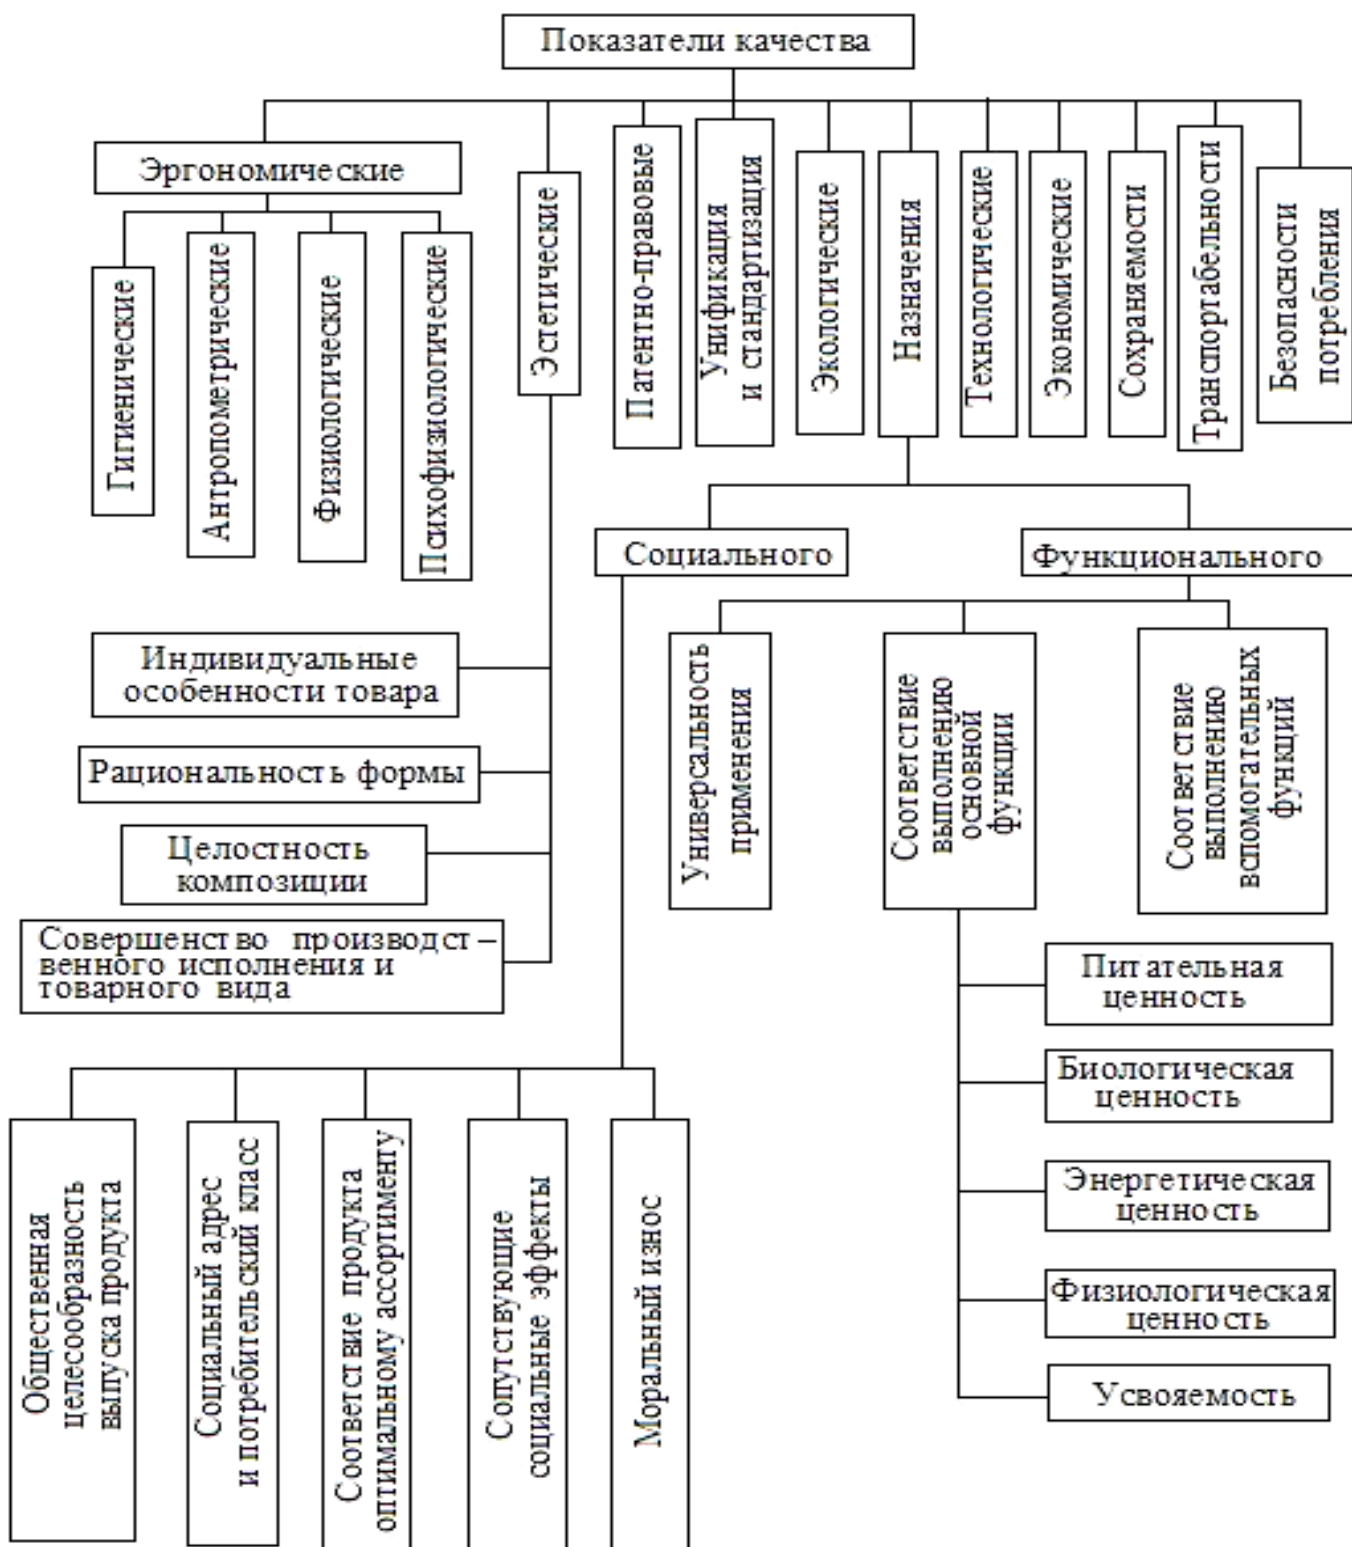 Показатели качества
Эргономические
Гигиенические
Антропометрические
Физиологические
Психофизиологические
Эстетические
Патентно-правовые
Унификация
и стандартизация
Экологические
Назначения
Технологические
Экономические
Сохраняемости
Транспортабельности
Безопасности
потребления
Социального
Функционального
Индивидуальные
особенности товара
Рациональность формы
Целостность
композиции
Совершенство производст–
венного исполнения и
товарного вида
Универсальность
применения
Соответствие
выполнению
основной
функции
Соответствие
выполнению
вспомогательных
функций
Питательная
ценность
Биологическая
ценность
Энергетическая
ценность
Физиологическая
ценность
Усвояемость
Общественная
целесообразность
выпуска продукта
Социальный адрес
и потребительский класс
Соответствие продукта
оптимальному ассортименту
Сопутствующие
социальные эффекты
Моральный износ